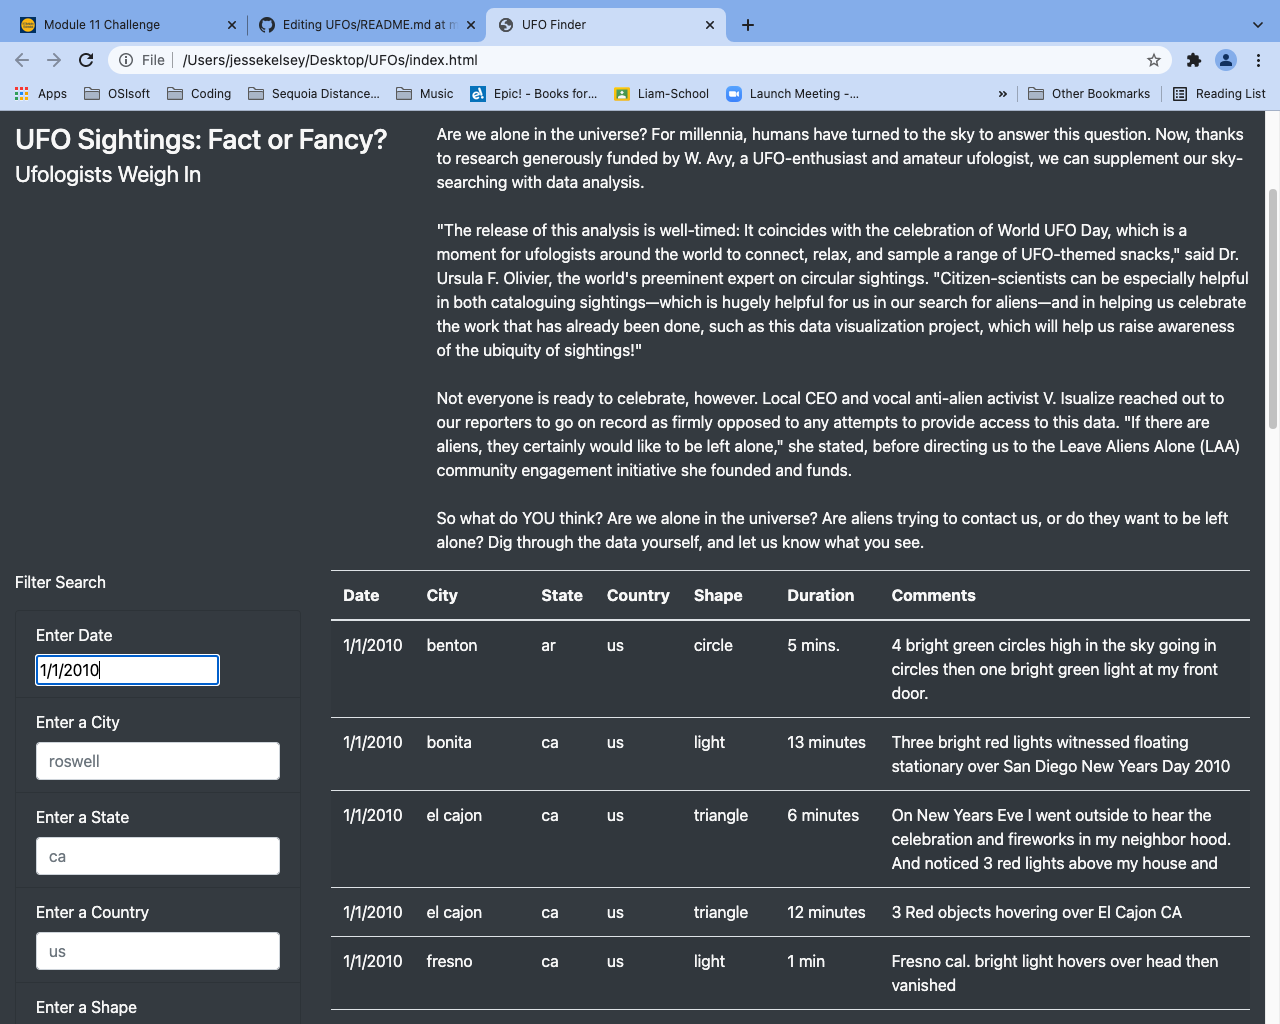 Module 11 Challenge
Editing UFOs/README.md at m
UFO Finder
File
/Users/jessekelsey/Desktop/UFOs/index.html
Apps
OSIsoft
Coding
Sequoia Distance...
Music
Epic! - Books for...
Liam-School
Launch Meeting -...
»
Other Bookmarks
Reading List
UFO Sightings: Fact or Fancy?
Ufologists Weigh In
Are we alone in the universe? For millennia, humans have turned to the sky to answer this question. Now, thanks
to research generously funded by W. Avy, a UFO-enthusiast and amateur ufologist, we can supplement our sky-
searching with data analysis.
"The release of this analysis is well-timed: It coincides with the celebration of World UFO Day, which is a
moment for ufologists around the world to connect, relax, and sample a range of UFO-themed snacks," said Dr.
Ursula F. Olivier, the world's preeminent expert on circular sightings. "Citizen-scientists can be especially helpful
in both cataloguing sightings—which is hugely helpful for us in our search for aliens—and in helping us celebrate
the work that has already been done, such as this data visualization project, which will help us raise awareness
of the ubiquity of sightings!"
Not everyone is ready to celebrate, however. Local CEO and vocal anti-alien activist V. Isualize reached out to
our reporters to go on record as firmly opposed to any attempts to provide access to this data. "If there are
aliens, they certainly would like to be left alone," she stated, before directing us to the Leave Aliens Alone (LAA)
community engagement initiative she founded and funds.
So what do YOU think? Are we alone in the universe? Are aliens trying to contact us, or do they want to be left
alone? Dig through the data yourself, and let us know what you see.
Filter Search
Enter Date
1/1/2010
Enter a City
roswell
Enter a State
ca
Enter a Country
us
Enter a Shape
Date City State Country Shape Duration Comments
1/1/2010 benton ar us circle 5 mins. 4 bright green circles high in the sky going in
circles then one bright green light at my front
door.
1/1/2010 bonita ca us light 13 minutes Three bright red lights witnessed floating
stationary over San Diego New Years Day 2010
1/1/2010 el cajon ca us triangle 6 minutes On New Years Eve I went outside to hear the
celebration and fireworks in my neighbor hood.
And noticed 3 red lights above my house and
1/1/2010 el cajon ca us triangle 12 minutes 3 Red objects hovering over El Cajon CA
1/1/2010 fresno ca us light 1 min Fresno cal. bright light hovers over head then
vanished